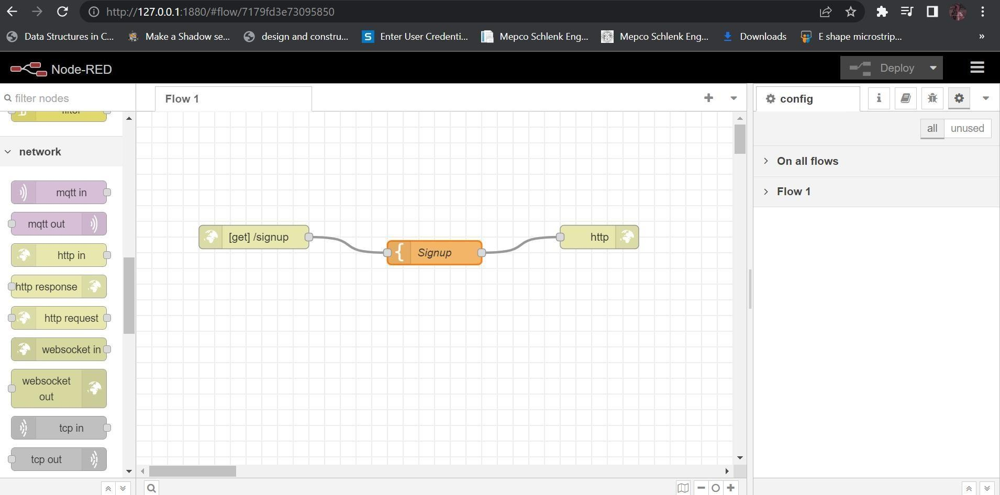 http://127.0.0.1:1880/#flow/7179fd3e73095850
Data Structures in C... Make a Shadow se... design and constru... S Enter User Credenti... Mepco Schlenk Eng... Mepco Schlenk Eng... Downloads E shape microstrip... »
Node-RED Deploy
filter nodes
Flow 1
config
filter
all unused
network
On all flows
Flow 1
mqtt in
mqtt out
http in
http response
http request
websocket in
websocket
out
tcp in
tcp out
[get] /signup
Signup
http